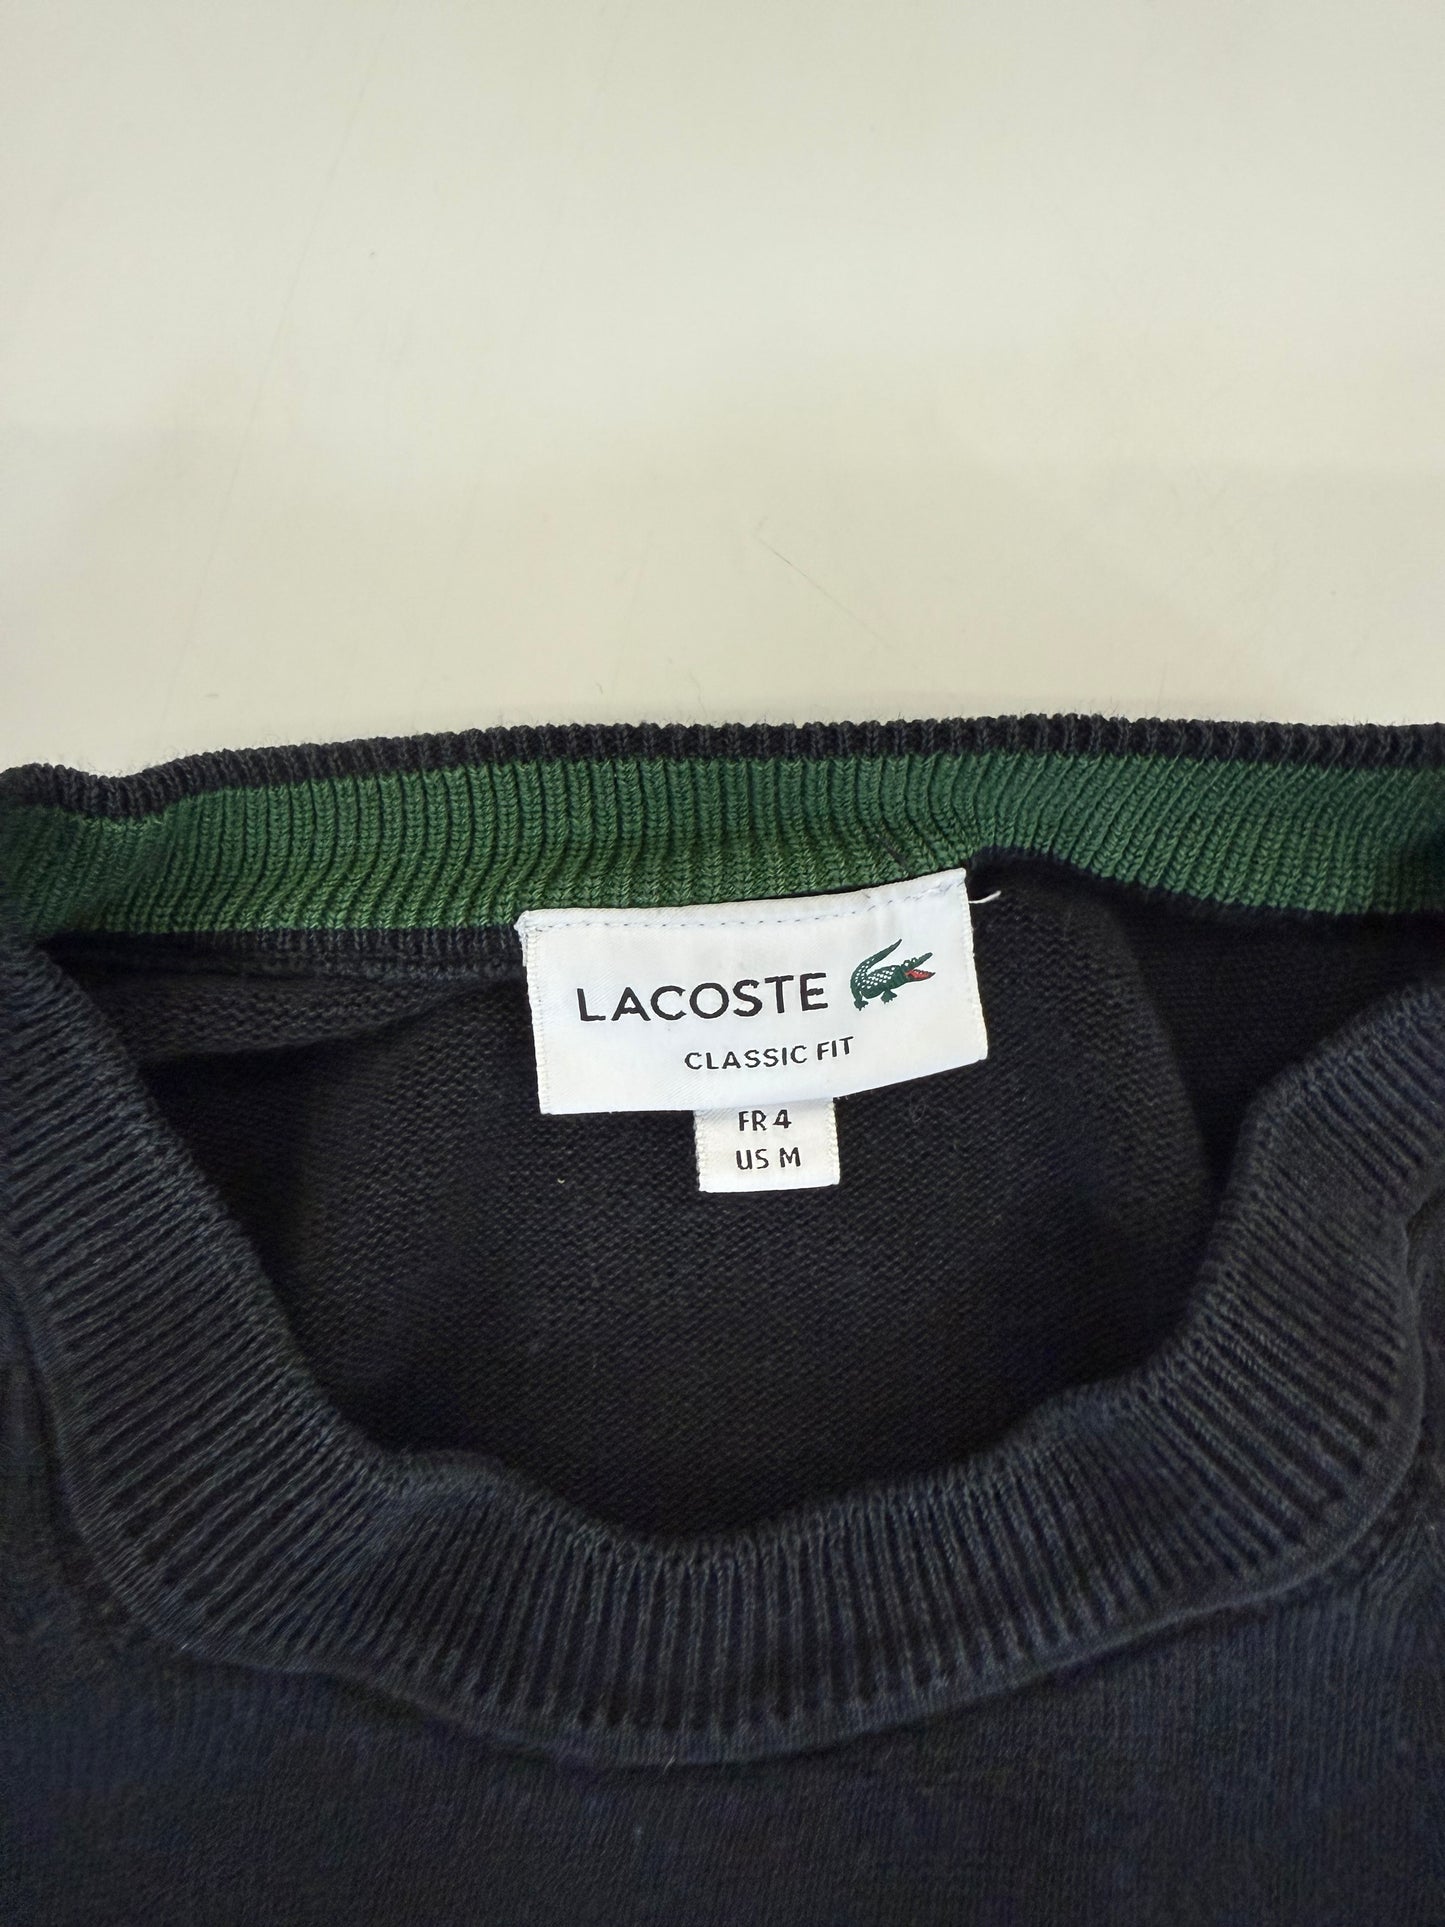 LACOSTE
CLASSIC FIT
FR 4
US M